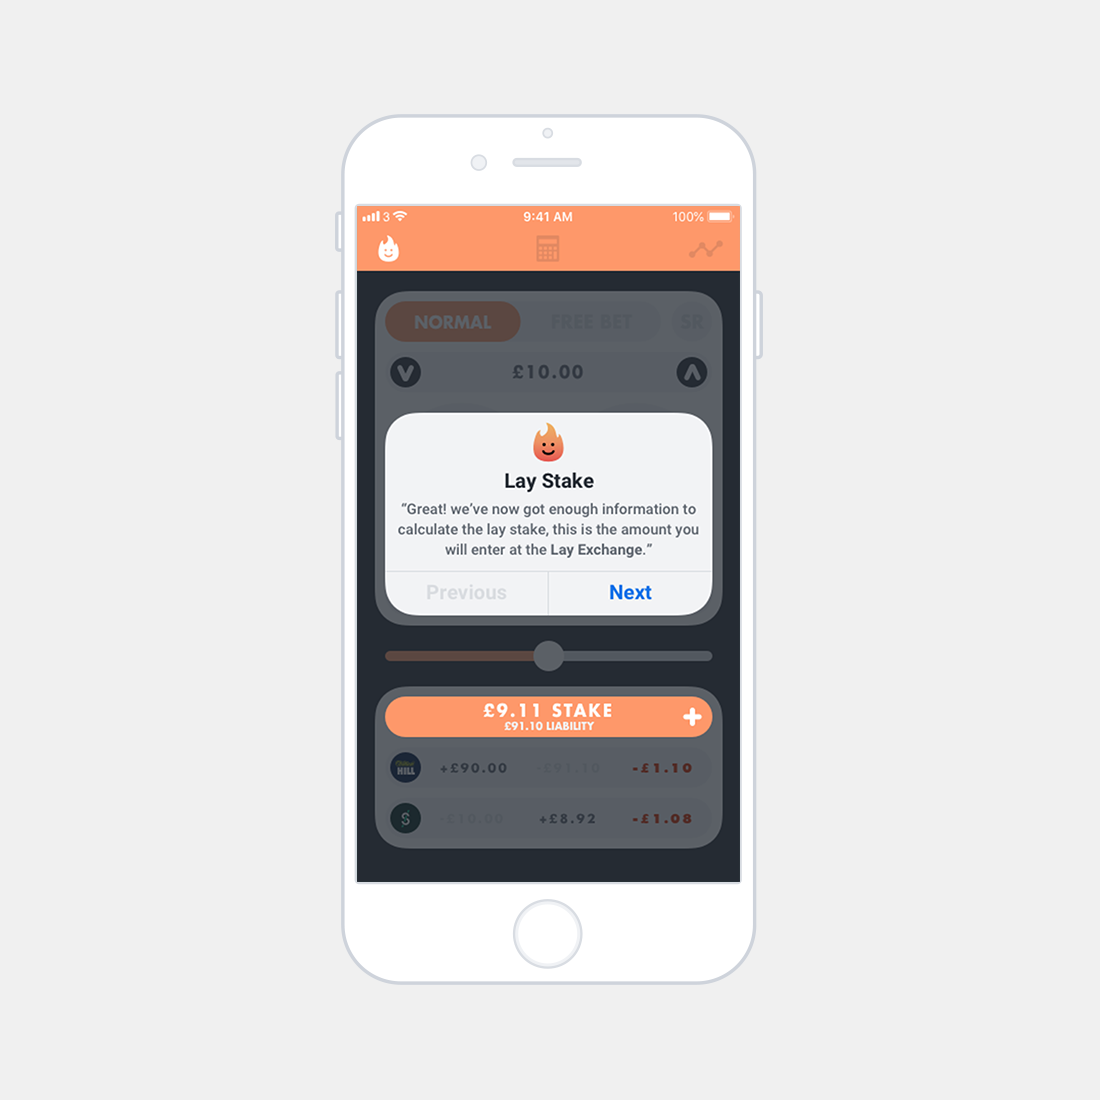 3 9:41 AM 100%
NORMAL FREE BET SR
£10.00
Lay Stake
“Great! we’ve now got enough information to
calculate the lay stake, this is the amount you
will enter at the Lay Exchange.”
Previous Next
£9.11 STAKE
£91.10 LIABILITY
William HILL +£90.00 -£91.10 -£1.10
S -£10.00 +£8.92 -£1.08